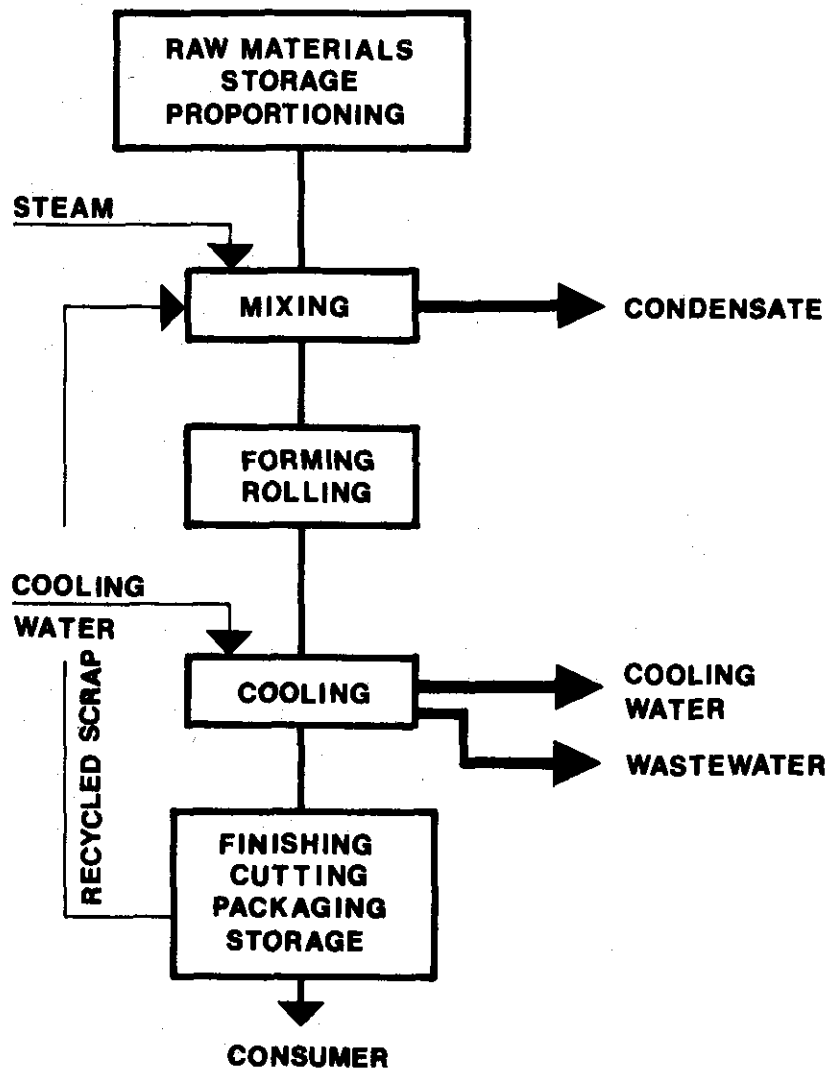 RAW MATERIALS
STORAGE
PROPORTIONING
STEAM
MIXING
CONDENSATE
FORMING
ROLLING
COOLING
WATER
COOLING
COOLING
WATER
WASTEWATER
RECYCLED SCRAP
FINISHING
CUTTING
PACKAGING
STORAGE
CONSUMER